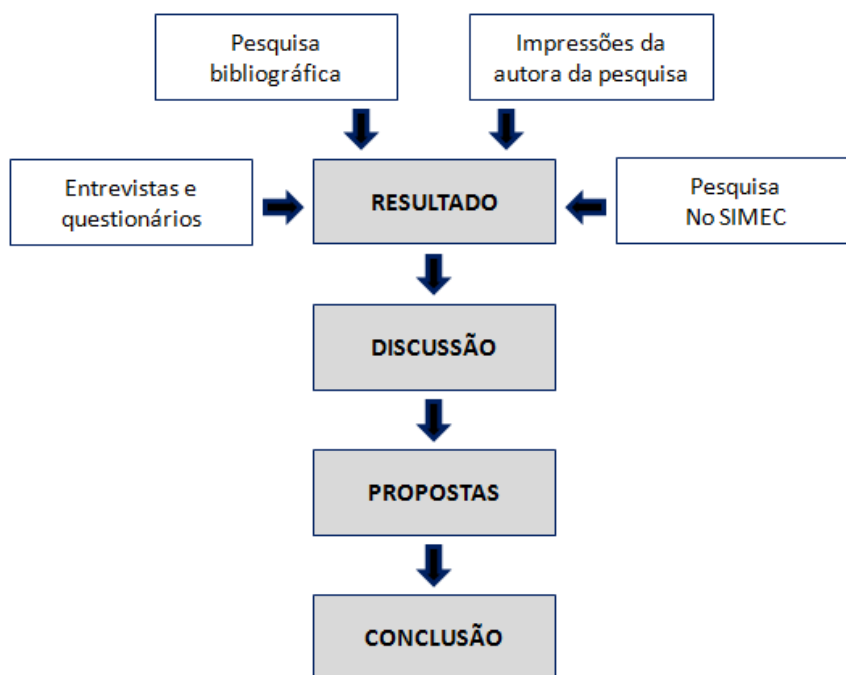 Pesquisa
bibliográfica
Impressões da
autora da pesquisa
Entrevistas e
questionários
RESULTADO
Pesquisa
No SIMEC
DISCUSSÃO
PROPOSTAS
CONCLUSÃO